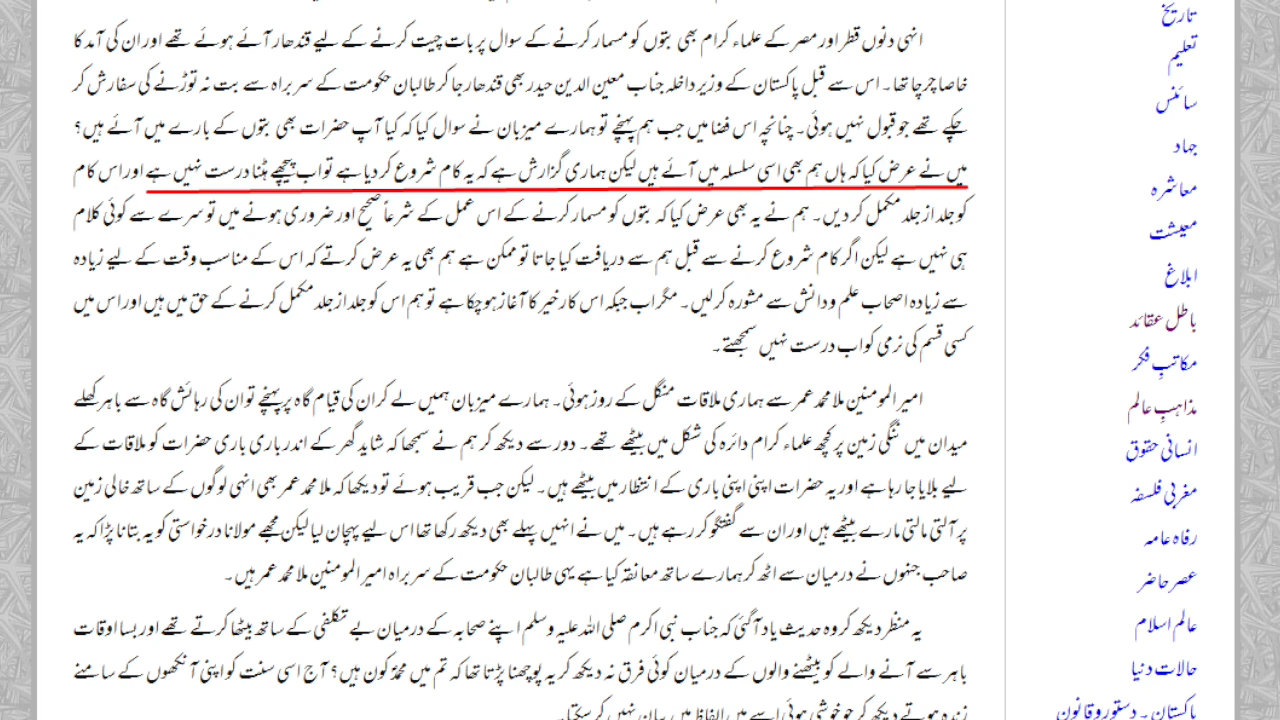 انہی دنوں قطر اور مصر کے علماء کرام بھی بتوں کو مسمار کرنے کے سوال پر بات چیت کرنے کے لیے قندھار آئے ہوئے تھے اور ان کی آمد کا
خاصا چرچا تھا۔ اس سے قبل پاکستان کے وزیر داخلہ جناب معین الدین حیدر بھی قندھار جا کر طالبان حکومت کے سربراہ سے بت نہ توڑنے کی سفارش کر
چکے تھے جو قبول نہیں ہوئی۔ چنانچہ اس فضا میں جب ہم پہنچے تو ہمارے میزبان نے سوال کیا کہ کیا آپ حضرات بھی بتوں کے بارے میں آئے ہیں؟
میں نے عرض کیا کہ ہاں ہم بھی اسی سلسلہ میں آئے ہیں لیکن ہماری گزارش ہے کہ یہ کام شروع کر دیا ہے تو اب پیچھے ہٹنا درست نہیں ہے اور اس کام
کو جلد از جلد مکمل کر دیں۔ ہم نے یہ بھی عرض کیا کہ بتوں کو مسمار کرنے کے اس عمل کے شرعاً صحیح اور ضروری ہونے میں تو سرے سے کوئی کلام
ہی نہیں ہے لیکن اگر کام شروع کرنے سے قبل ہم سے دریافت کیا جاتا تو ممکن ہے ہم بھی یہ عرض کرتے کہ اس کے مناسب وقت کے لیے زیادہ
سے زیادہ اصحاب علم و دانش سے مشورہ کر لیں۔ مگر اب جبکہ اس کار خیر کا آغاز ہو چکا ہے تو ہم اس کو جلد از جلد مکمل کرنے کے حق میں ہیں اور اس میں
کسی قسم کی نرمی کو اب درست نہیں سمجھتے۔
امیر المومنین ملا محمد عمر سے ہماری ملاقات منگل کے روز ہوئی۔ ہمارے میزبان ہمیں لے کر ان کی قیام گاہ پر پہنچے تو ان کی رہائش گاہ سے باہر کھلے
میدان میں ننگی زمین پر کچھ علماء کرام دائرہ کی شکل میں بیٹھے تھے۔ دور سے دیکھ کر ہم نے سمجھا کہ شاید گھر کے اندر باری باری حضرات کو ملاقات کے
لیے بلایا جا رہا ہے اور یہ حضرات اپنی اپنی باری کے انتظار میں بیٹھے ہیں۔ لیکن جب قریب ہوئے تو دیکھا کہ ملا محمد عمر بھی انہی لوگوں کے ساتھ خالی زمین
پر آلتی مالتی مارے بیٹھے ہیں اور ان سے گفتگو کر رہے ہیں۔ میں نے انہیں پہلے بھی دیکھ رکھا تھا اس لیے پہچان لیا لیکن مجھے مولانا درخواستی کو یہ بتانا پڑا کہ یہ
صاحب جنہوں نے درمیان سے اٹھ کر ہمارے ساتھ معانقہ کیا ہے یہی طالبان حکومت کے سربراہ امیر المومنین ملا محمد عمر ہیں۔
یہ منظر دیکھ کر وہ حدیث یاد آگئی کہ جناب نبی اکرم صلی اللہ علیہ وسلم اپنے صحابہ کے درمیان بے تکلفی کے ساتھ بیٹھا کرتے تھے اور بسا اوقات
باہر سے آنے والے کو بیٹھنے والوں کے درمیان کوئی فرق نہ دیکھ کر یہ پوچھنا پڑتا تھا کہ تم میں محمدؐ کون ہیں؟ آج اسی سنت کو اپنی آنکھوں کے سامنے
زندہ ہوتے دیکھ کر جو خوشی ہوئی اسے میں الفاظ میں بیان نہیں کر سکتا۔
تاریخ
تعلیم
سائنس
جہاد
معاشرہ
معیشت
ابلاغ
باطل عقائد
مکاتبِ فکر
مذاہبِ عالم
انسانی حقوق
مغربی فلسفہ
رفاہ عامہ
عصر حاضر
عالم اسلام
حالات دنیا
پاکستان ۔ دستور و قانون